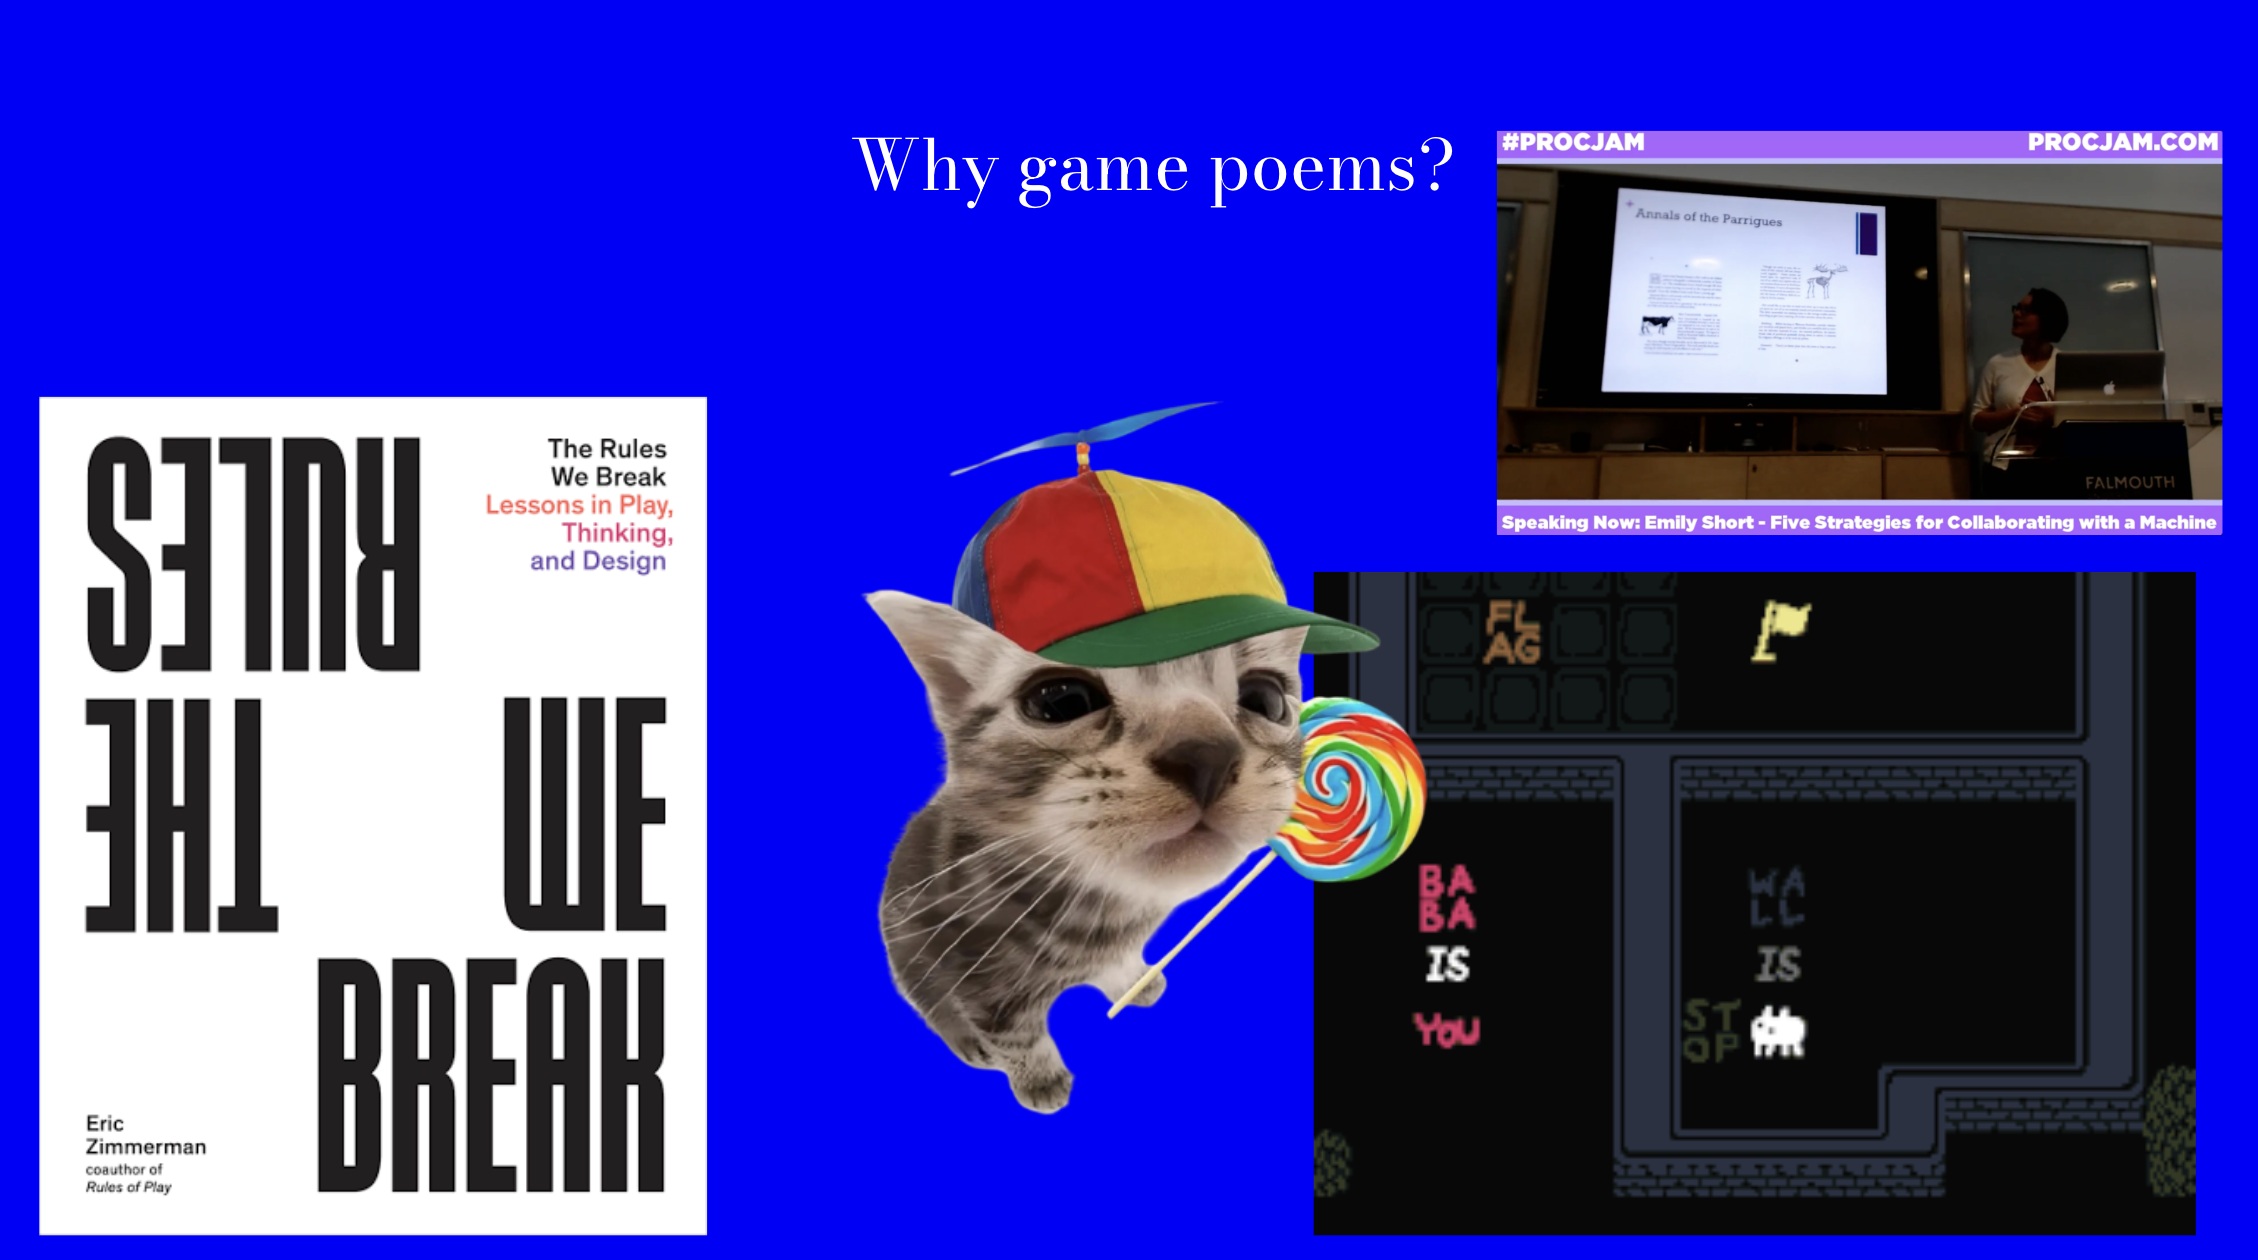 Why game poems?
#PROCJAM
PROCJAM.COM
Annals of the Parrigues
FALMOUTH
Speaking Now: Emily Short - Five Strategies for Collaborating with a Machine
RULES
THE
WE
BREAK
The Rules
We Break
Lessons in Play,
Thinking,
and Design
Eric
Zimmerman
coauthor of
Rules of Play
FL
AG
BA
BA
IS
YOU
WA
LL
IS
ST
OP